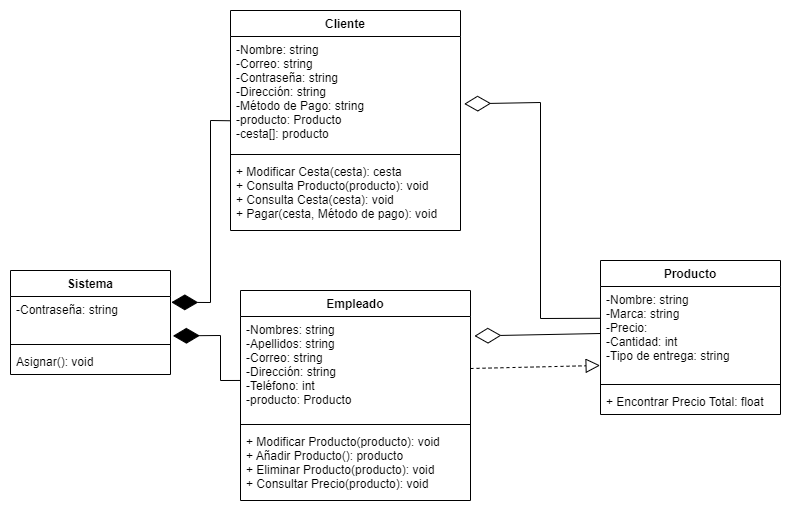 Cliente
-Nombre: string
-Correo: string
-Contraseña: string
-Dirección: string
-Método de Pago: string
-producto: Producto
-cesta[]: producto
+ Modificar Cesta(cesta): cesta
+ Consulta Producto(producto): void
+ Consulta Cesta(cesta): void
+ Pagar(cesta, Método de pago): void
Sistema
-Contraseña: string
Asignar(): void
Empleado
-Nombres: string
-Apellidos: string
-Correo: string
-Dirección: string
-Teléfono: int
-producto: Producto
+ Modificar Producto(producto): void
+ Añadir Producto(): producto
+ Eliminar Producto(producto): void
+ Consultar Precio(producto): void
Producto
-Nombre: string
-Marca: string
-Precio:
-Cantidad: int
-Tipo de entrega: string
+ Encontrar Precio Total: float